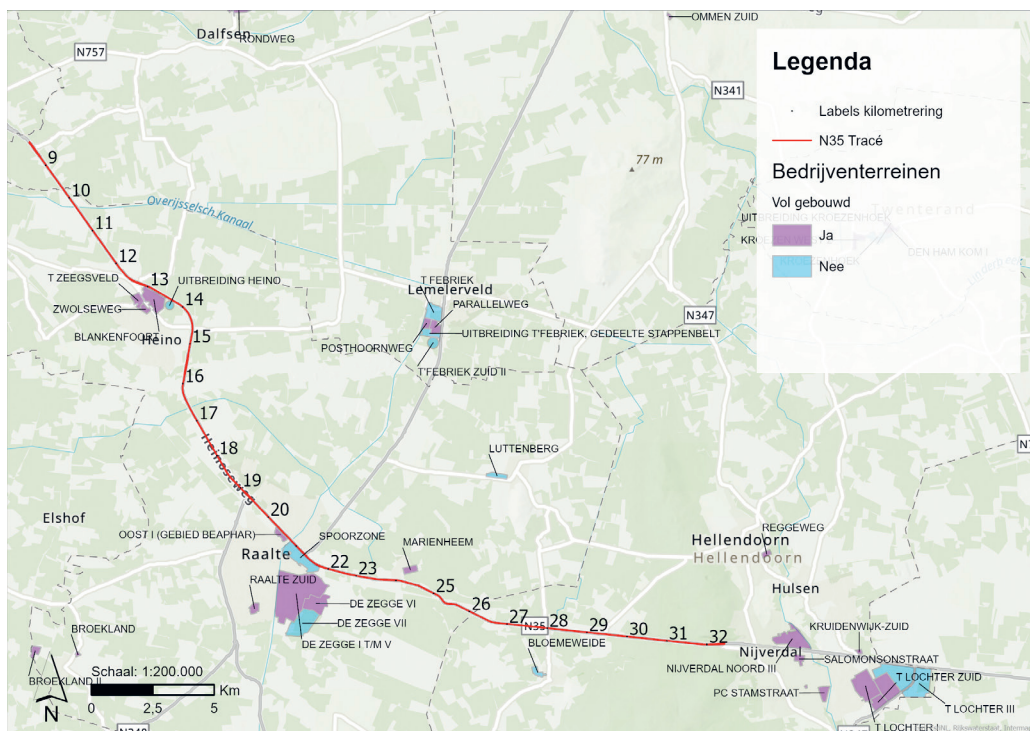 Dalfsen
RONDWEG
OMMEN ZUID
N757
N341
Legenda
Labels kilometrering
N35 Tracé
Bedrijventerreinen
Vol gebouwd
Ja
Nee
77 m
Twenterand
UITBREIDING KROEZENHOEK
DEN HAM KOM I
9
10
11
12
13
14
15
16
17
18
19
20
22
23
25
26
27
28
29
30
31
32
Overijsselsch Kanaal
T ZEEGSVELD
UITBREIDING HEINO
ZWOLSEWEG
BLANKENFOORT
Heino
T FEBRIEK
Lemelerveld
PARALLELWEG
UITBREIDING T'FEBRIEK, GEDEELTE STAPPENBELT
POSTHOORNWEG
T'FEBRIEK ZUID II
N347
Heinoseweg
LUTTENBERG
Elshof
OOST I (GEBIED BEAPHAR)
SPOORZONE
Raalte
MARIENHEEM
RAALTE ZUID
DE ZEGGE VI
DE ZEGGE VII
DE ZEGGE I T/M V
REGGEWEG
Hellendoorn
Hellendoorn
Hulsen
N35
BLOEMEWEIDE
KRUIDENWIJK-ZUID
Nijverdal
SALOMONSONSTRAAT
NIJVERDAL NOORD III
PC STAMSTRAAT
T LOCHTER ZUID
T LOCHTER III
T LOCHTER
BROEKLAND
BROEKLAND II
Schaal: 1:200.000
Km
0 2,5 5
N
N348